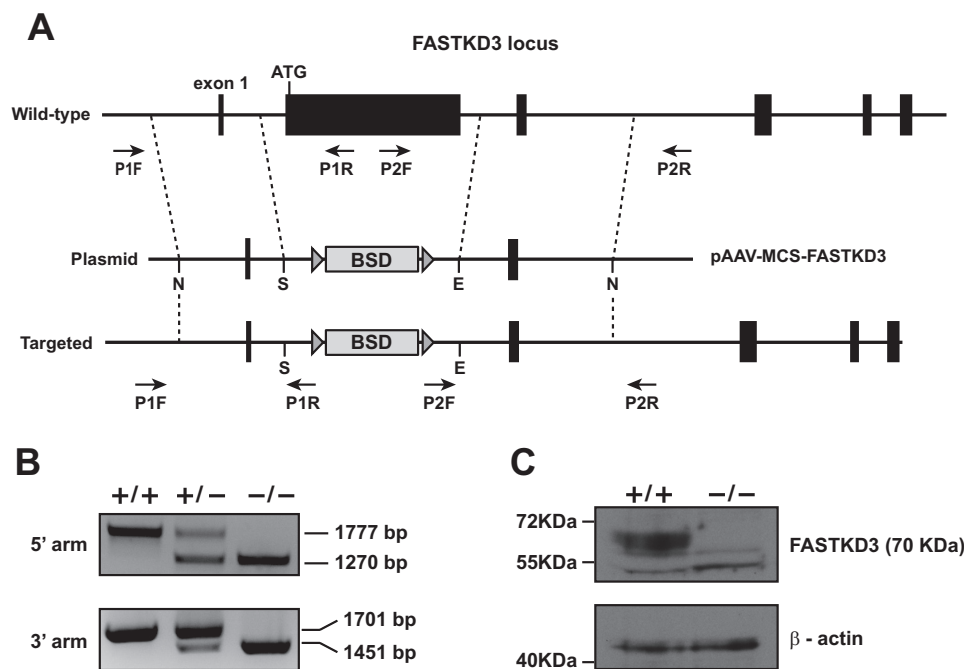 A
FASTKD3 locus
ATG
exon 1
Wild-type
P1F
P1R
P2F
P2R
Plasmid
BSD
pAAV-MCS-FASTKD3
N
S
E
N
Targeted
BSD
S
E
P1F
P1R
P2F
P2R
B
+/+ +/− −/−
5' arm
1777 bp
1270 bp
3' arm
1701 bp
1451 bp
C
+/+ −/−
72KDa
55KDa
FASTKD3 (70 KDa)
β - actin
40KDa